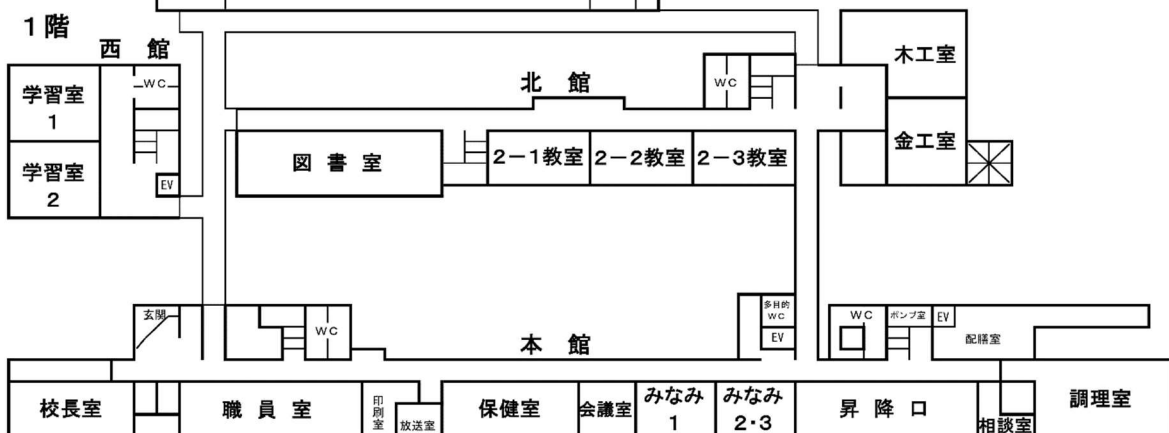 1階
西館
学習室
1
WC
学習室
2
EV
北館
WC
図書室
2－1教室
2－2教室
2－3教室
木工室
金工室
玄関
WC
本館
多目的
WC
EV
WC
ポンプ室
EV
配膳室
校長室
職員室
印刷室
放送室
保健室
会議室
みなみ
1
みなみ
2・3
昇降口
相談室
調理室